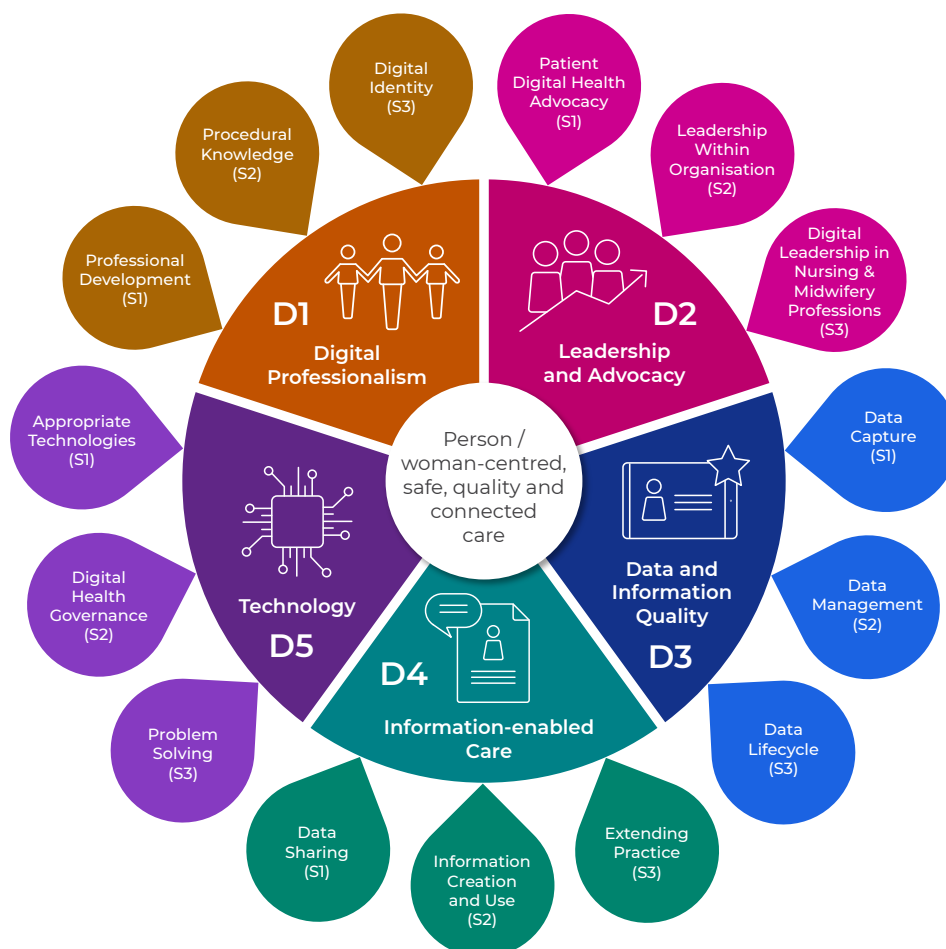 Digital
Identity
(S3)
Patient
Digital Health
Advocacy
(S1)
Procedural
Knowledge
(S2)
Leadership
Within
Organisation
(S2)
Professional
Development
(S1)
Digital
Leadership in
Nursing &
Midwifery
Professions
(S3)
D1
Digital
Professionalism
D2
Leadership
and Advocacy
Appropriate
Technologies
(S1)
Person /
woman-centred,
safe, quality and
connected
care
Data
Capture
(S1)
Digital
Health
Governance
(S2)
Technology
D5
Data and
Information
Quality
D3
Data
Management
(S2)
D4
Information-enabled
Care
Problem
Solving
(S3)
Data
Lifecycle
(S3)
Data
Sharing
(S1)
Information
Creation
and Use
(S2)
Extending
Practice
(S3)